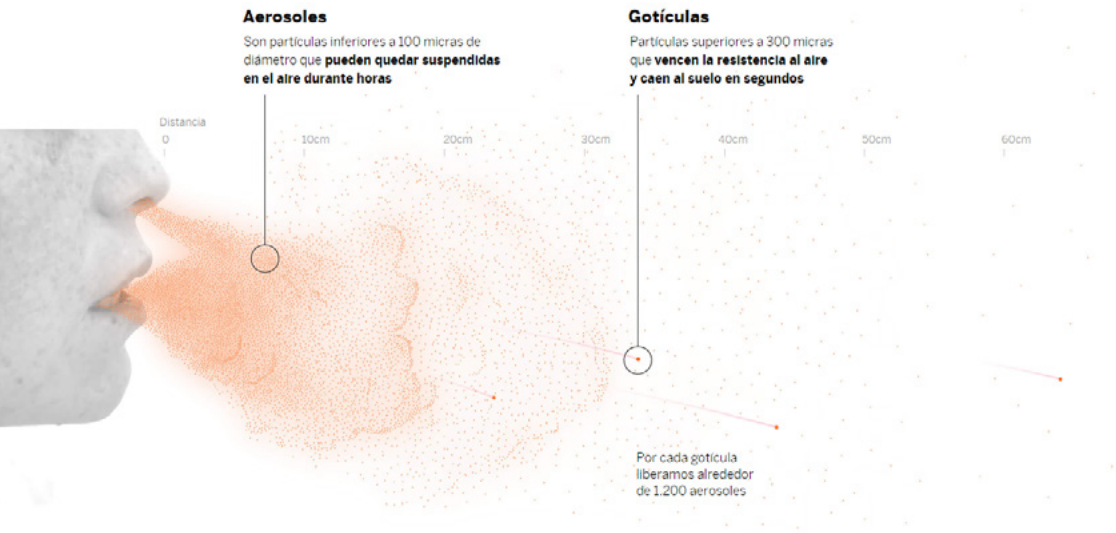 Aerosoles
Son partículas inferiores a 100 micras de
diámetro que pueden quedar suspendidas
en el aire durante horas
Gotículas
Partículas superiores a 300 micras
que vencen la resistencia al aire
y caen al suelo en segundos
Distancia
0
10cm
20cm
30cm
40cm
50cm
60cm
Por cada gotícula
liberamos alrededor
de 1.200 aerosoles